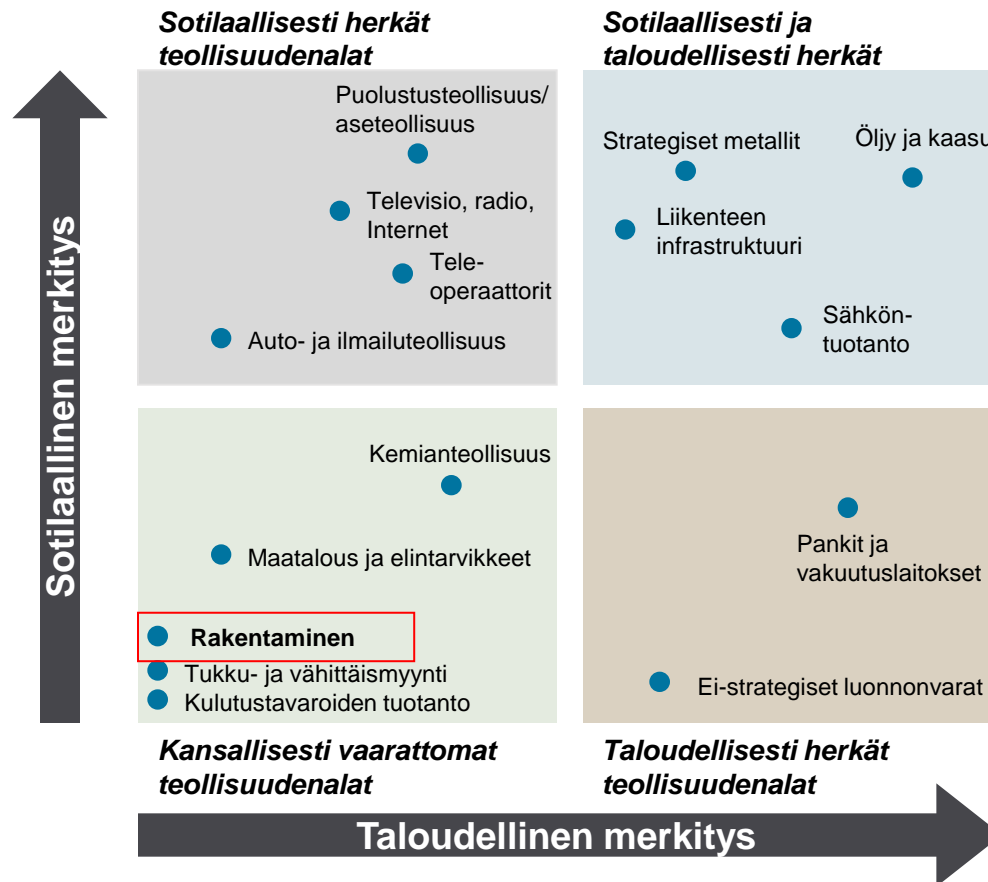 Sotilaallisesti herkät
teollisuudenalat
Sotilaallisesti ja
taloudellisesti herkät
Sotilaallinen merkitys
Puolustusteollisuus/
aseteollisuus
Televisio, radio,
Internet
Tele-
operaattorit
Auto- ja ilmailuteollisuus
Strategiset metallit
Öljy ja kaasu
Liikenteen
infrastruktuuri
Sähkön-
tuotanto
Kemianteollisuus
Maatalous ja elintarvikkeet
Rakentaminen
Tukku- ja vähittäismyynti
Kulutustavaroiden tuotanto
Pankit ja
vakuutuslaitokset
Ei-strategiset luonnonvarat
Kansallisesti vaarattomat
teollisuudenalat
Taloudellisesti herkät
teollisuudenalat
Taloudellinen merkitys